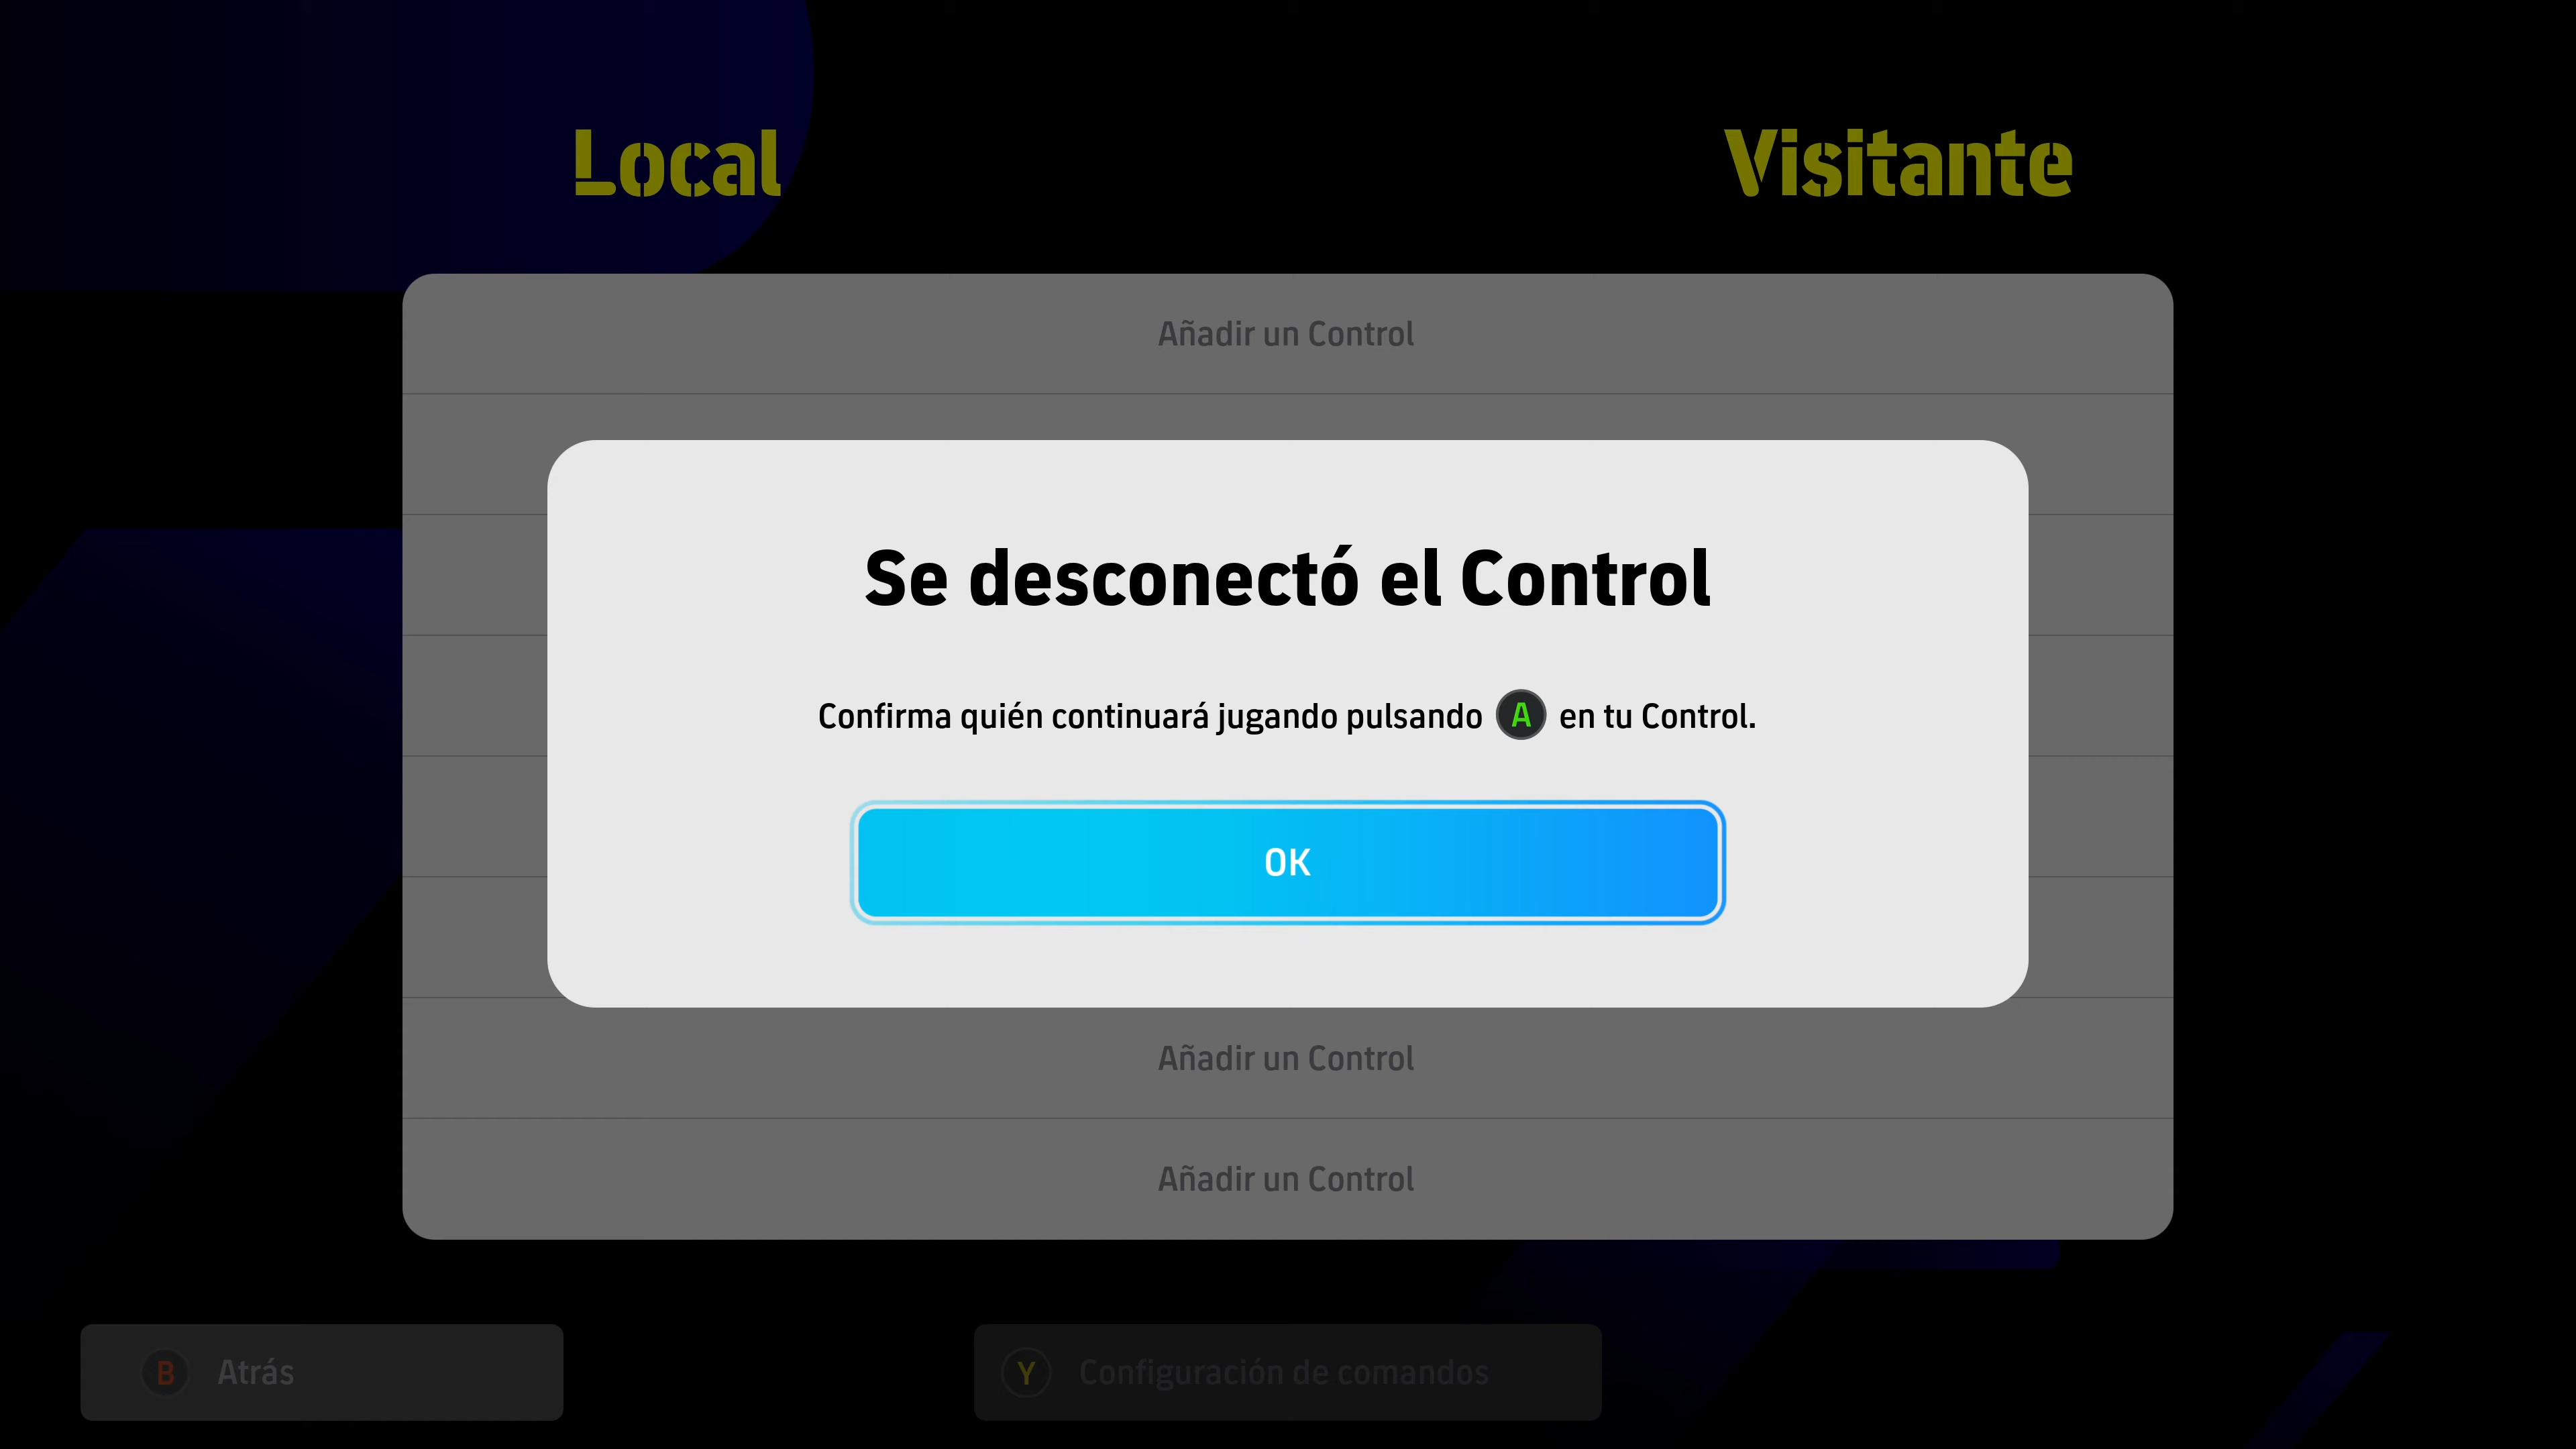 Local
Visitante
Añadir un Control
Se desconectó el Control
Confirma quién continuará jugando pulsando A en tu Control.
OK
Añadir un Control
Añadir un Control
B Atrás
Y Configuración de comandos